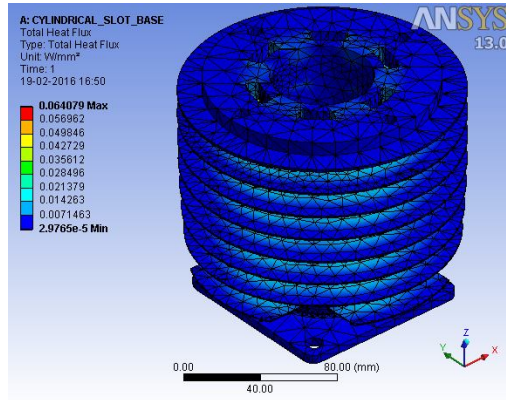 A: CYLINDRICAL_SLOT_BASE
Total Heat Flux
Type: Total Heat Flux
Unit: W/mm²
Time: 1
19-02-2016 16:50
0.064079 Max
0.056962
0.049846
0.042729
0.035612
0.028496
0.021379
0.014263
0.0071463
2.9765e-5 Min
ANSYS
13.0
0.00
80.00 (mm)
40.00
Z
Y
X